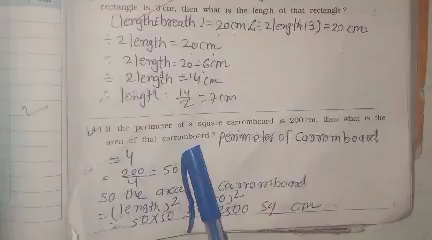 rectangle is 3 cm, then what is the length of that rectangle?
(length+breath) = 20cm 2(length+3) = 20 cm
∴ 2length = 20cm
∴ 2length = 20-6cm
∴ 2length = 14cm
∴ length = 14/2 = 7cm
If the perimeter of a square carromboard is 200 cm, then what is the
area of that carromboard? perimeter of Carromboard
= 4
= 200/4 = 50
so the area carromboard
= (length)2
= 50x50 2500 sq cm